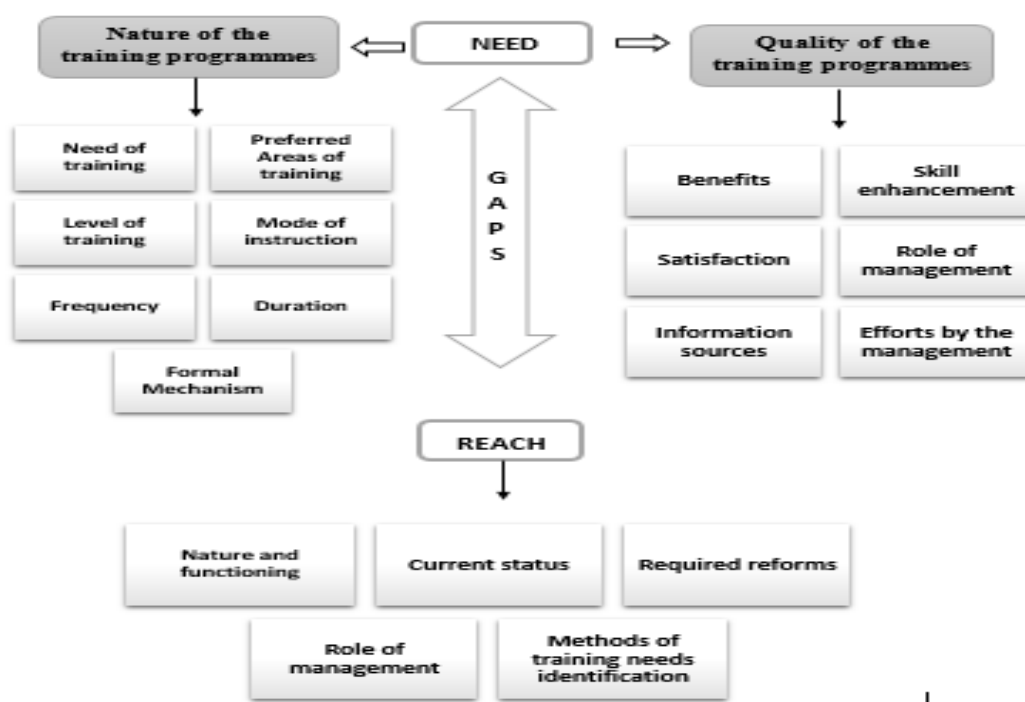 Nature of the
training programmes
NEED
Quality of the
training programmes
Need of
training
Preferred
Areas of
training
Level of
training
Mode of
instruction
Frequency
Duration
Formal
Mechanism
G
A
P
S
Benefits
Skill
enhancement
Satisfaction
Role of
management
Information
sources
Efforts by the
management
REACH
Nature and
functioning
Current status
Required reforms
Role of
management
Methods of
training needs
identification